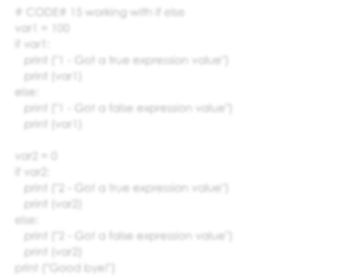 # CODE# 15 working with if else
var1 = 100
if var1:
print ("1 - Got a true expression value")
print (var1)
else:
print ("1 - Got a false expression value")
print (var1)
var2 = 0
if var2:
print ("2 - Got a true expression value")
print (var2)
else:
print ("2 - Got a false expression value")
print (var2)
print ("Good bye!")